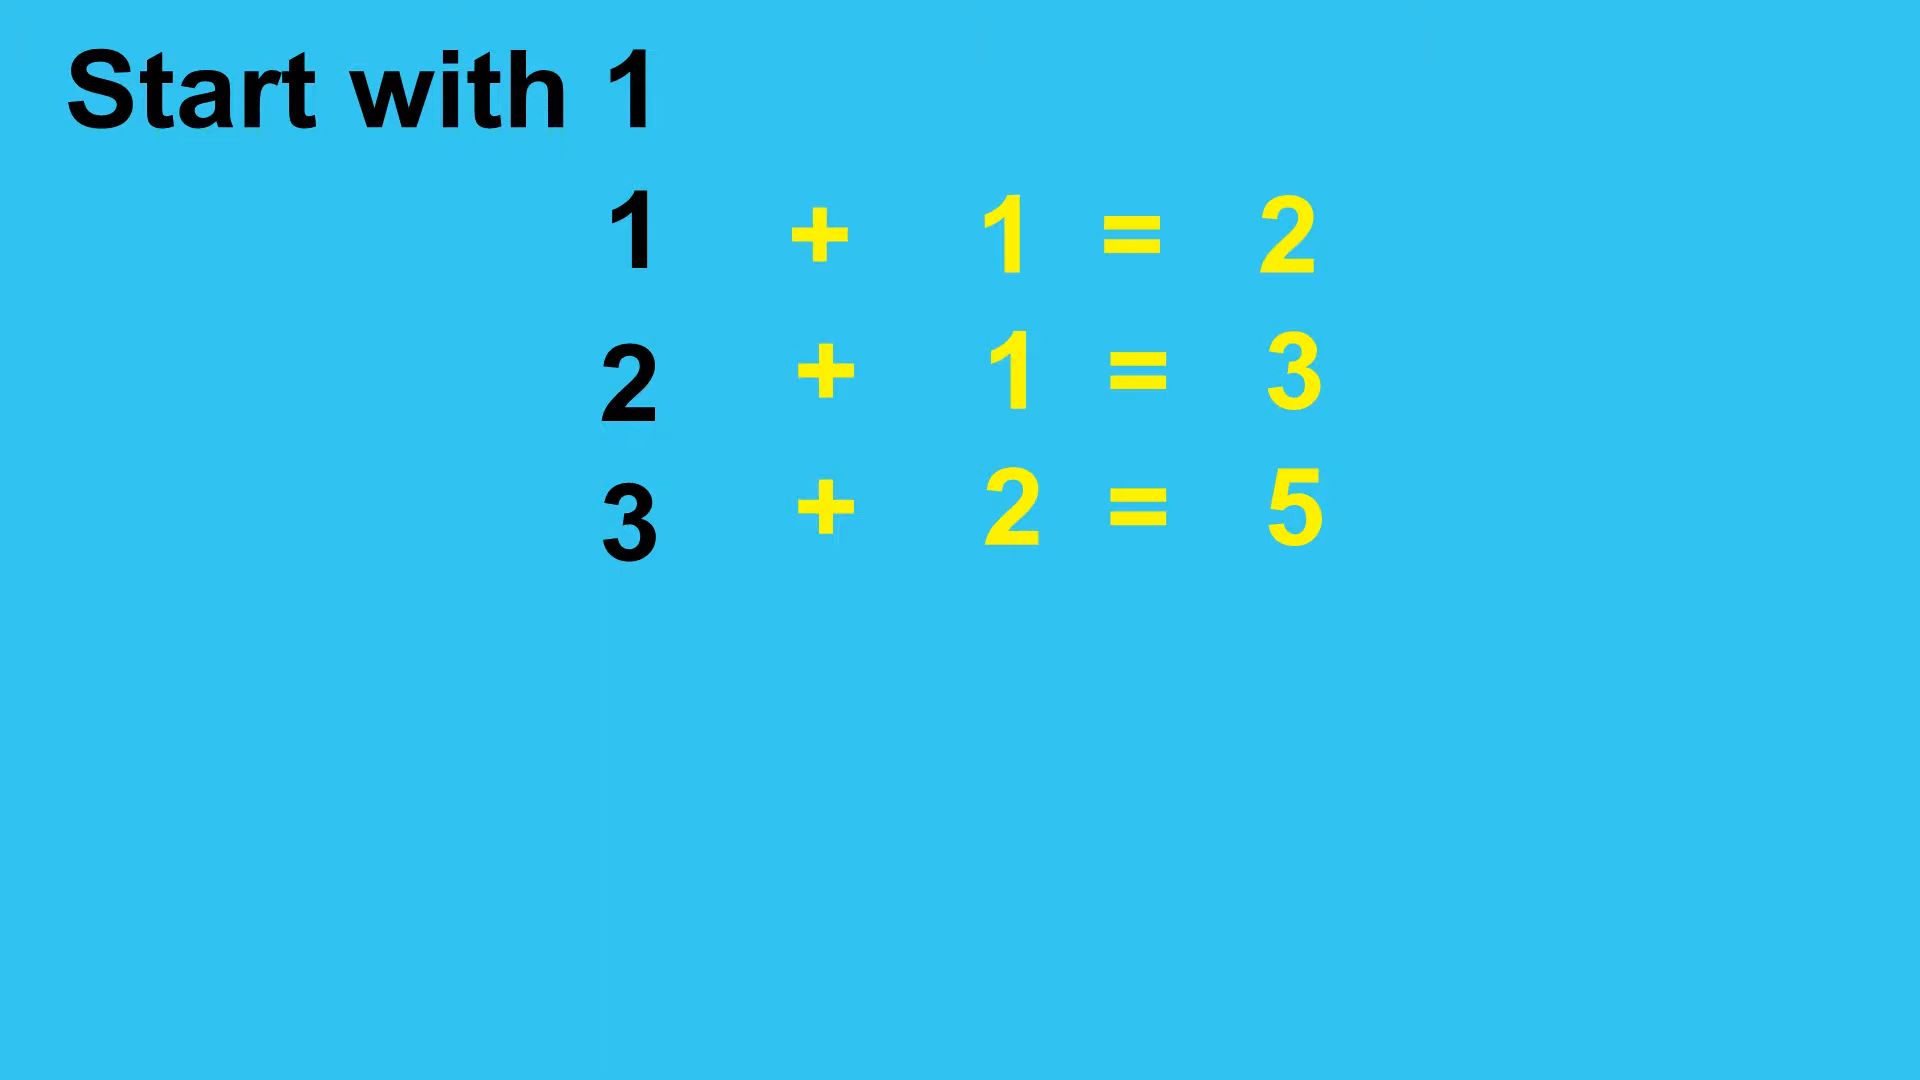 Start with 1
1 + 1 = 2
2 + 1 = 3
3 + 2 = 5